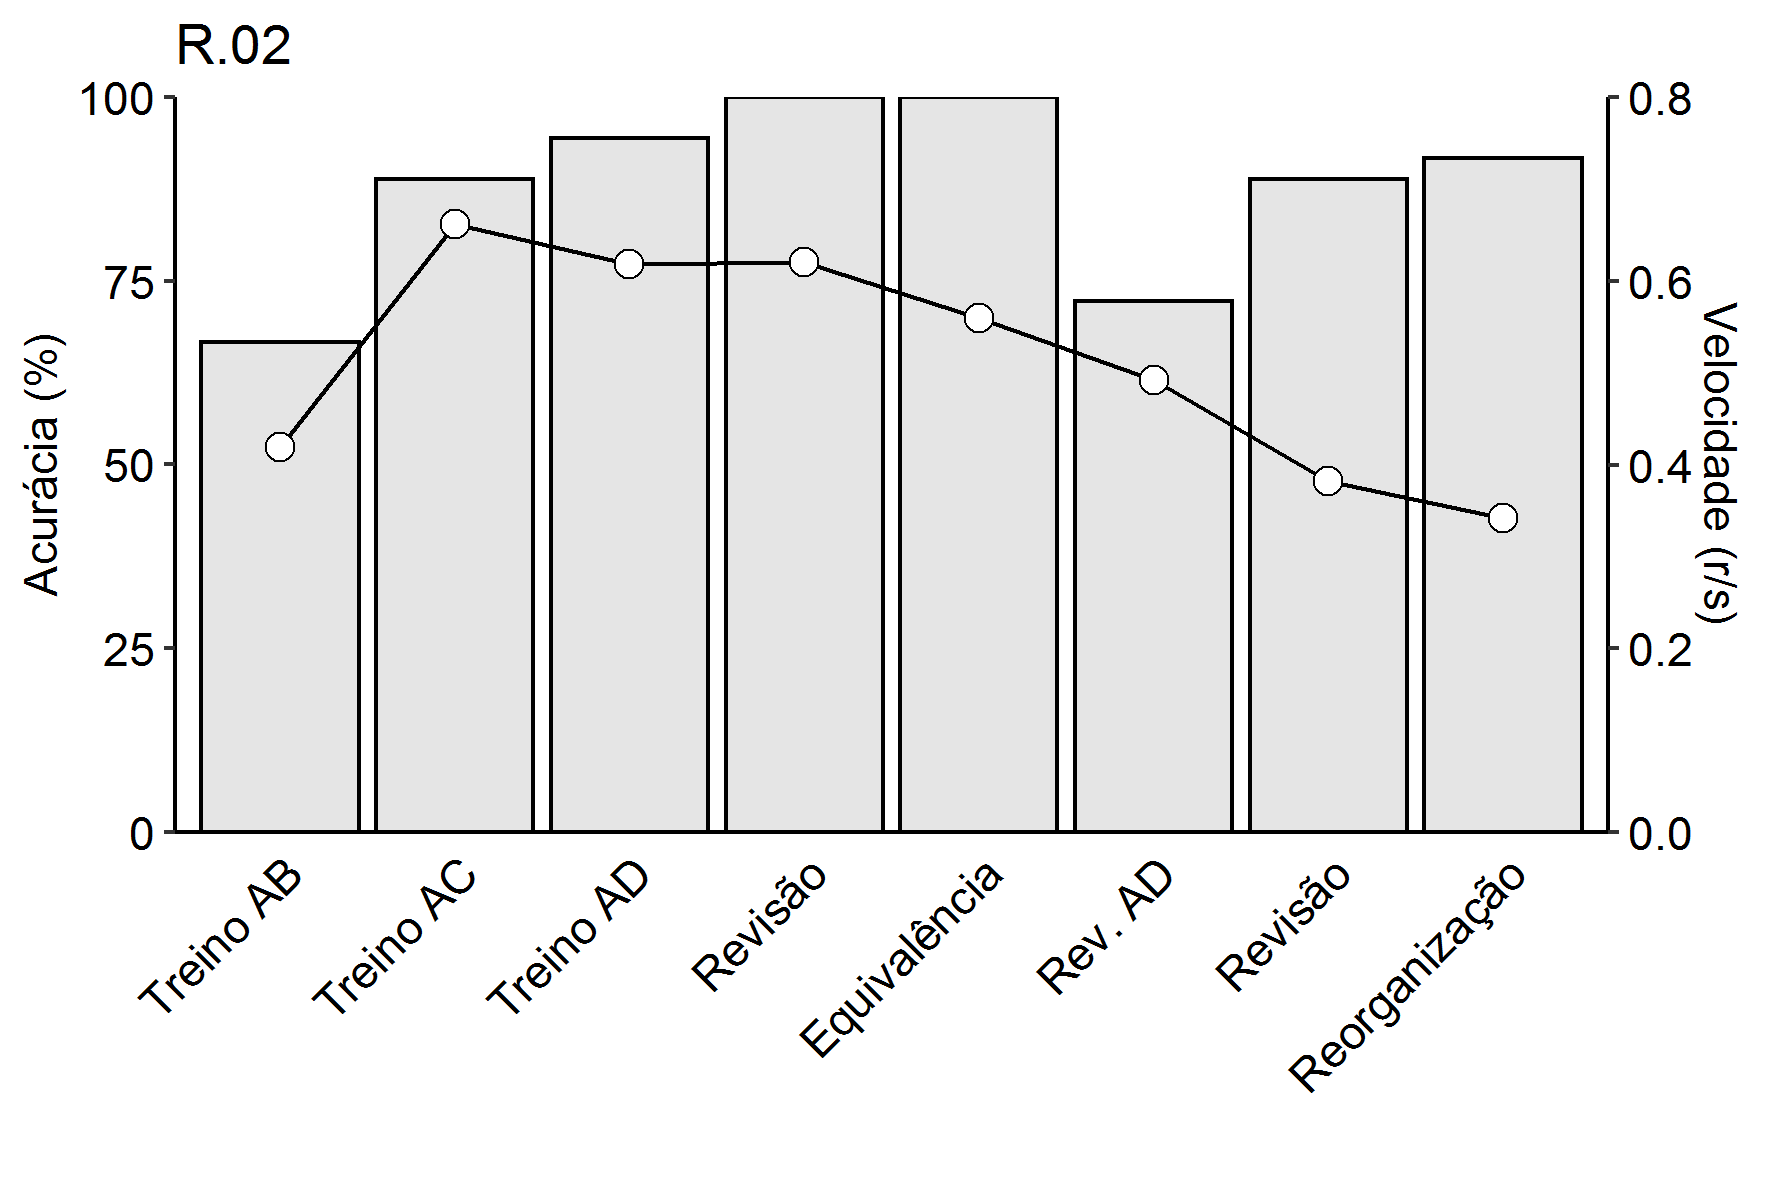 R.02
Acurácia (%)
100
75
50
25
0
0.8
0.6
0.4
0.2
0.0
Velocidade (r/s)
Treino AB
Treino AC
Treino AD
Revisão
Equivalência
Rev. AD
Revisão
Reorganização